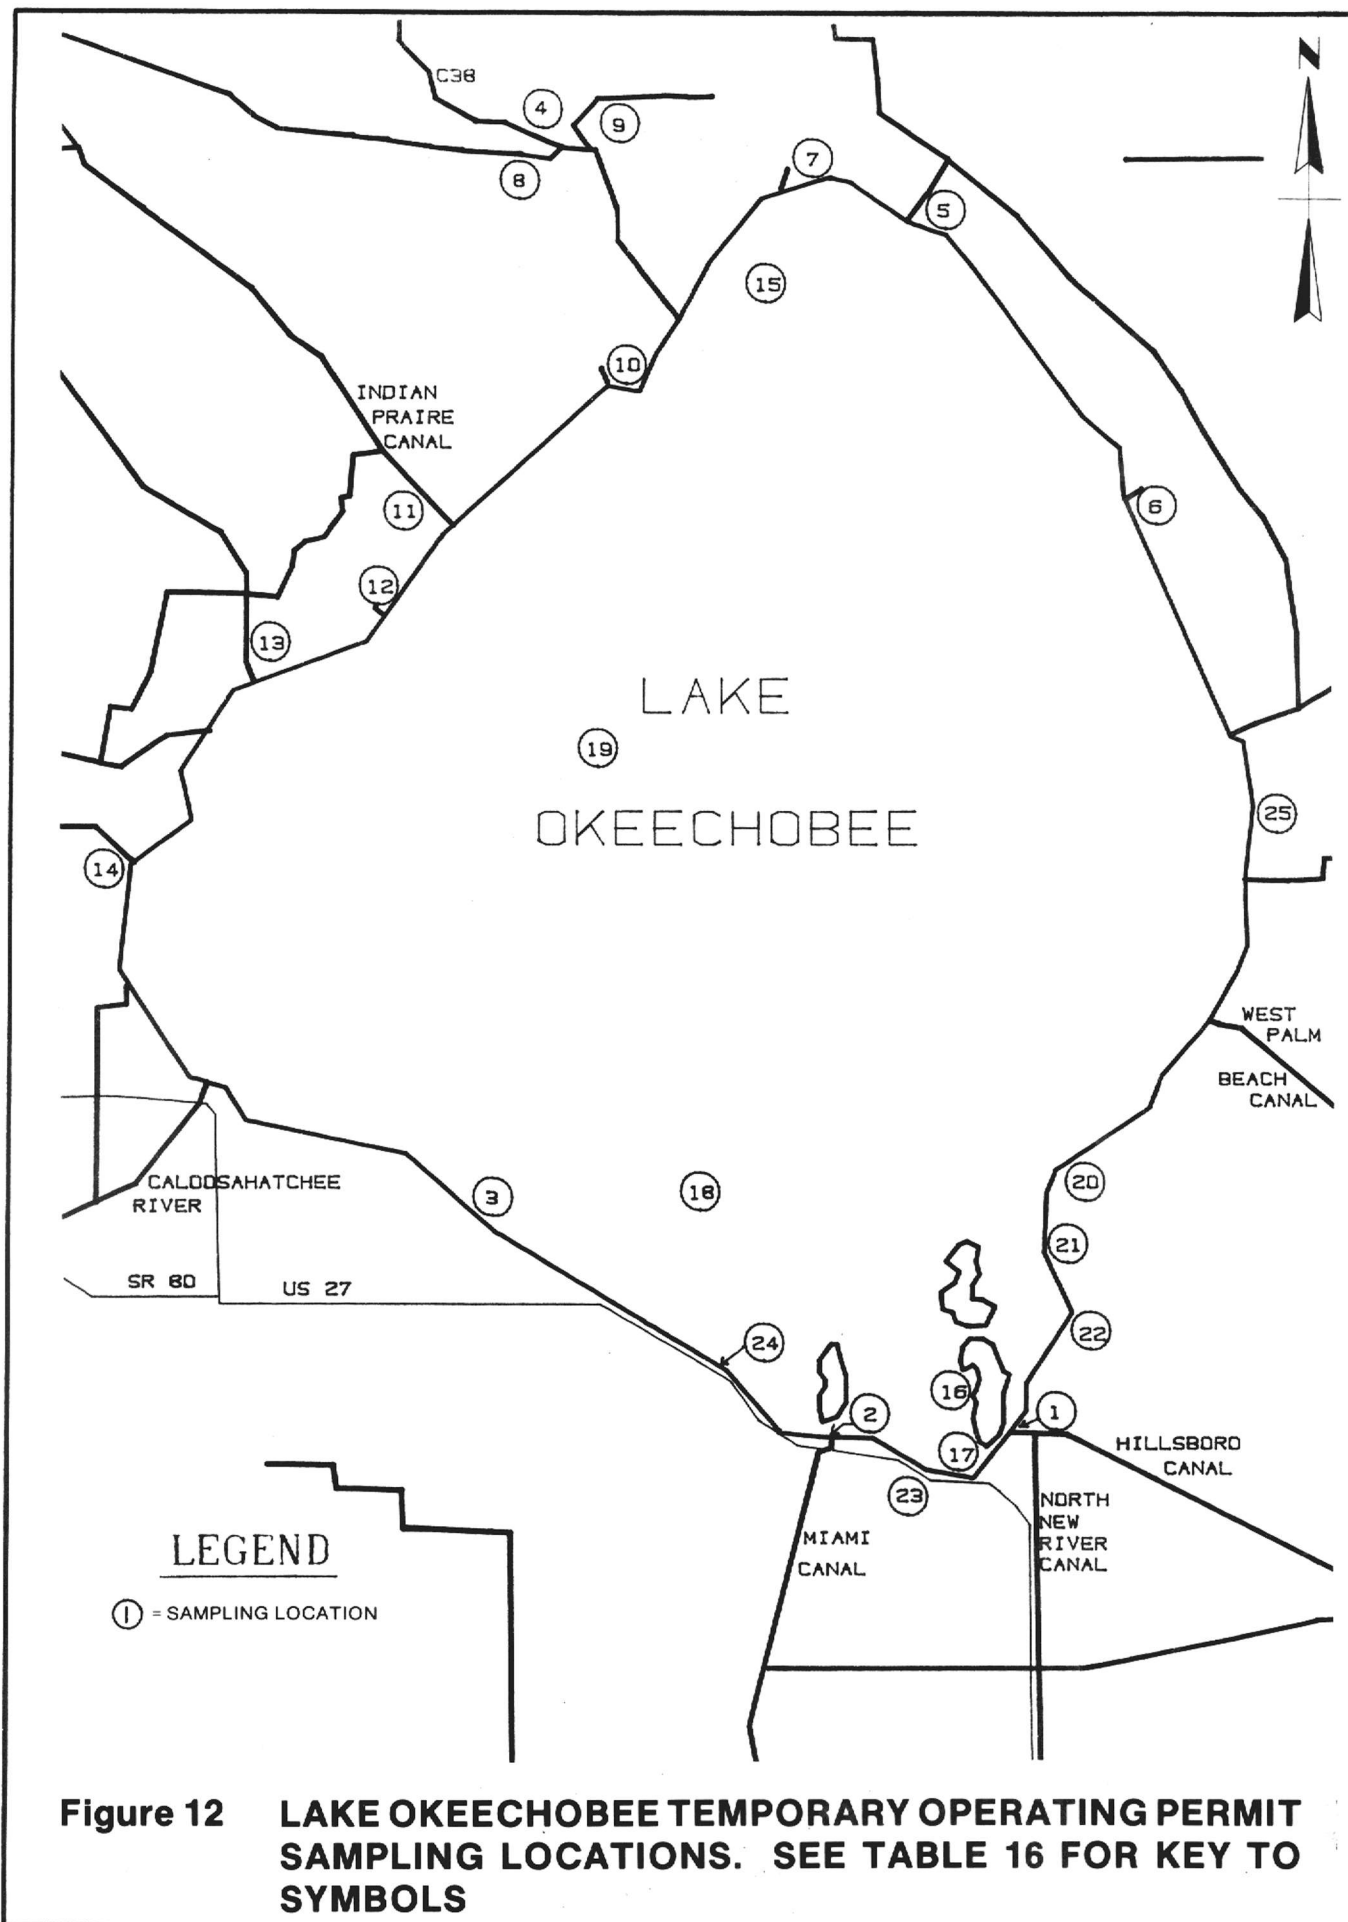 N
C38
4
9
8
7
5
15
10
INDIAN
PRAIRE
CANAL
11
6
12
13
LAKE
19
OKEECHOBEE
25
14
WEST
PALM
BEACH
CANAL
CALOOSAHATCHEE
RIVER
3
18
20
21
SR 80
US 27
22
24
16
2
1
17
HILLSBORO
CANAL
23
NORTH
NEW
RIVER
CANAL
MIAMI
CANAL
LEGEND
1 = SAMPLING LOCATION
Figure 12 LAKE OKEECHOBEE TEMPORARY OPERATING PERMIT
SAMPLING LOCATIONS. SEE TABLE 16 FOR KEY TO
SYMBOLS